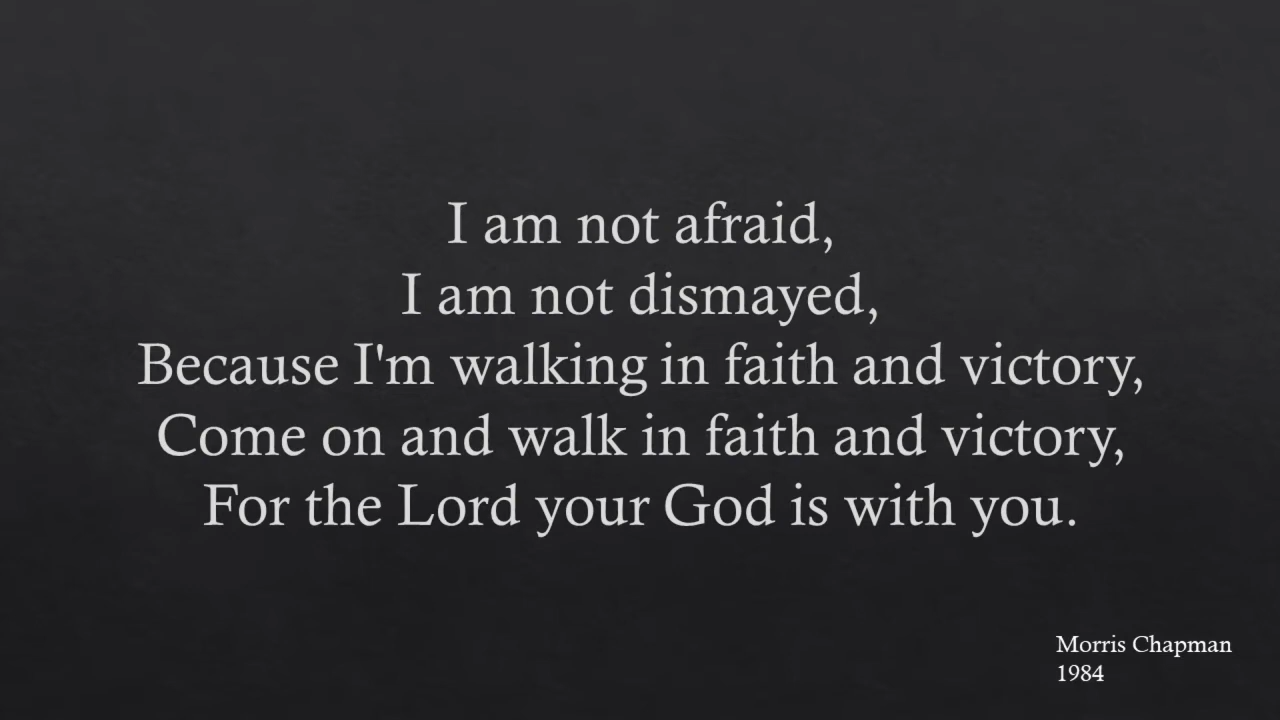 I am not afraid,
I am not dismayed,
Because I'm walking in faith and victory,
Come on and walk in faith and victory,
For the Lord your God is with you.
Morris Chapman
1984